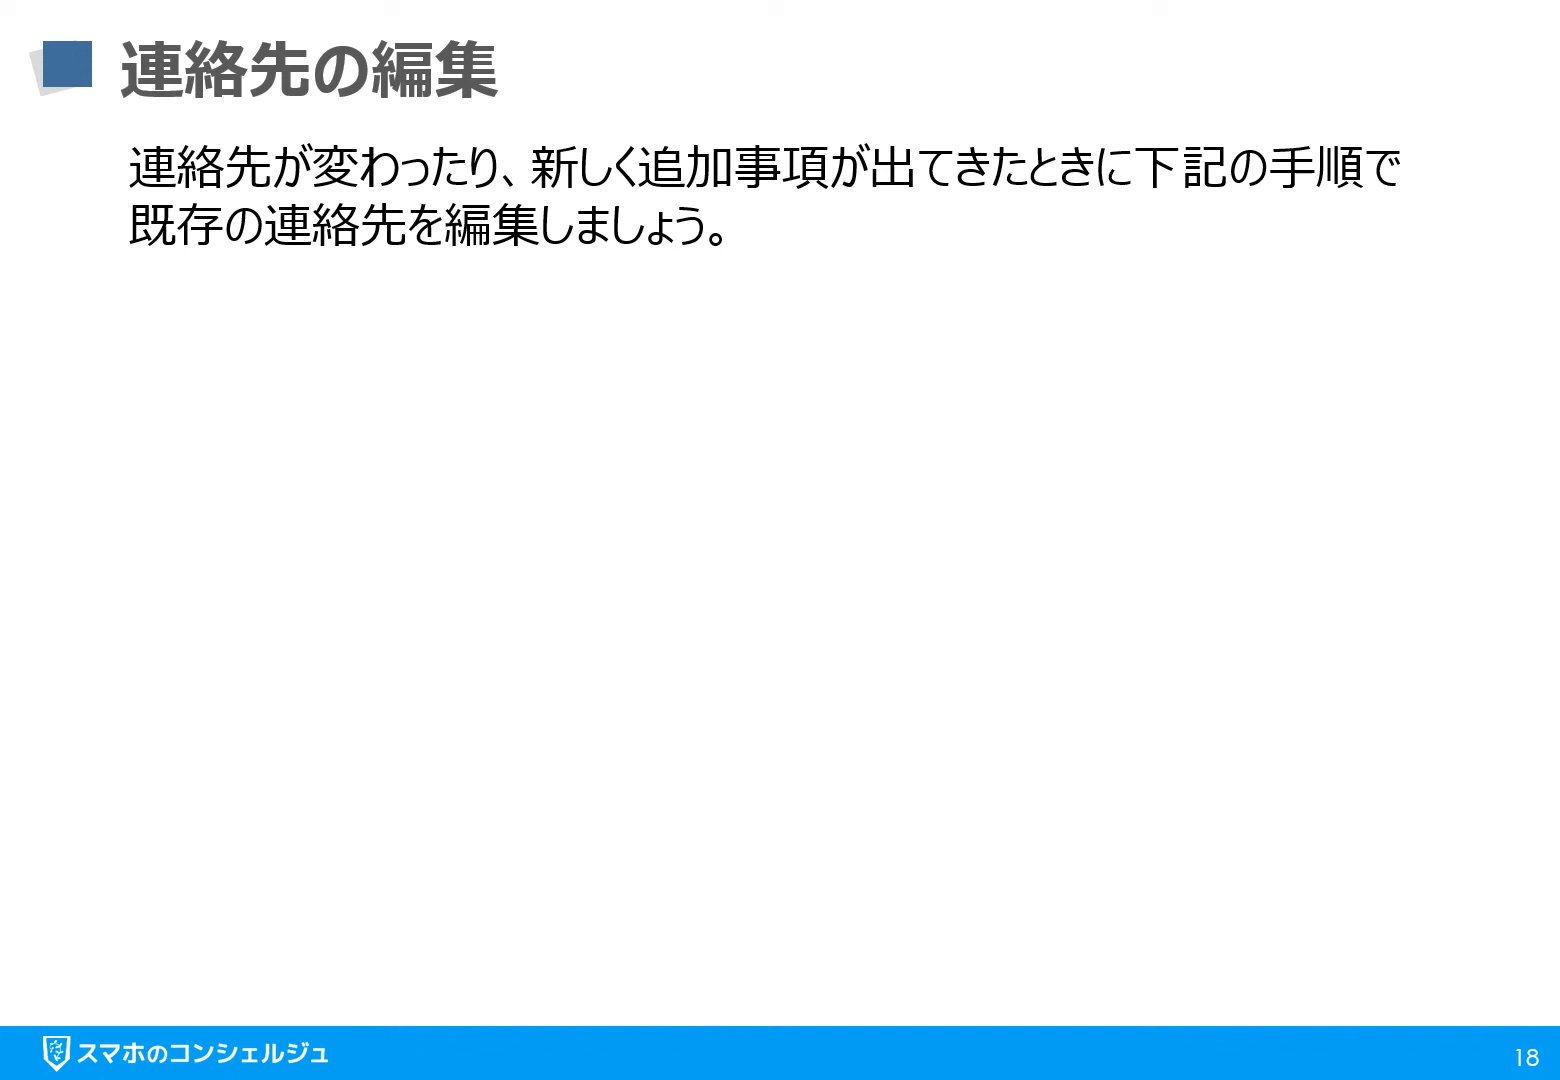 連絡先の編集
連絡先が変わったり、新しく追加事項が出てきたときに下記の手順で
既存の連絡先を編集しましょう。
スマホのコンシェルジュ
18